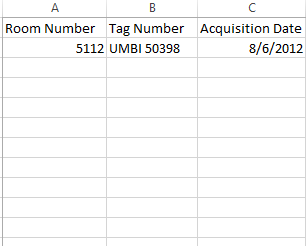 A B C
Room Number Tag Number Acquisition Date
5112 UMBI 50398 8/6/2012